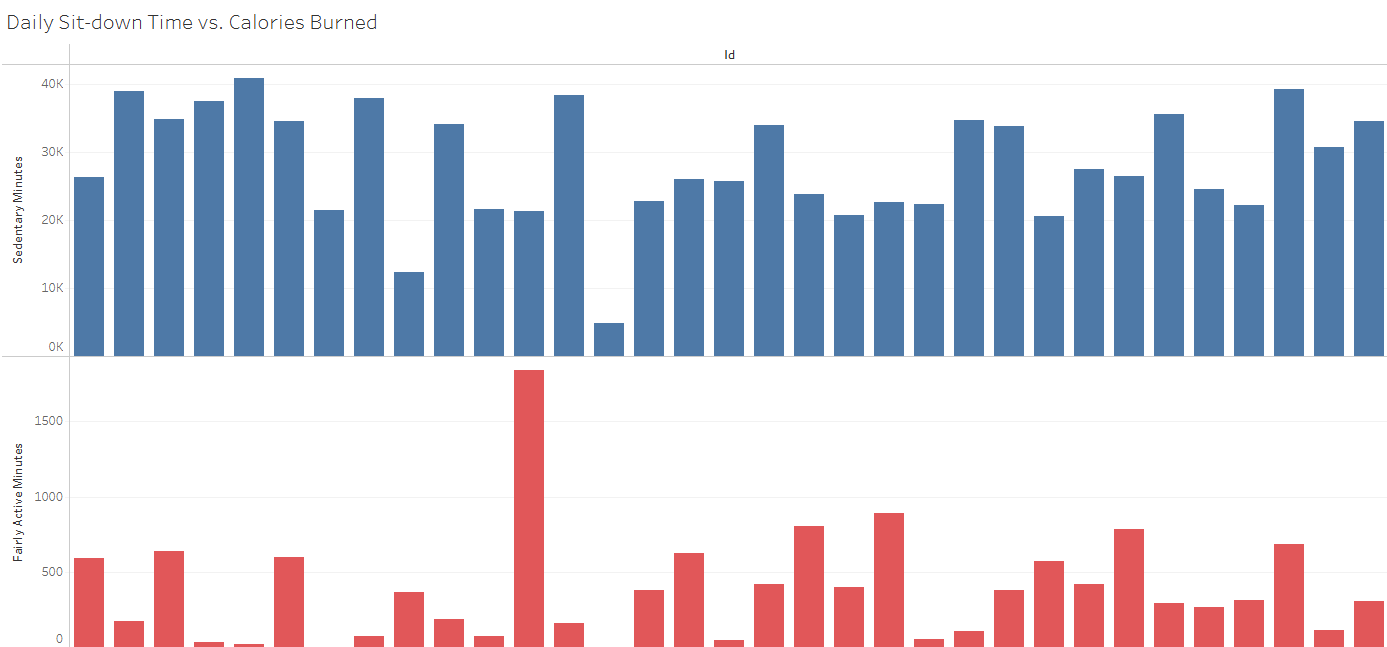 Daily Sit-down Time vs. Calories Burned
Id
40K
30K
20K
10K
0K
Sedentary Minutes
1500
1000
500
0
Fairly Active Minutes